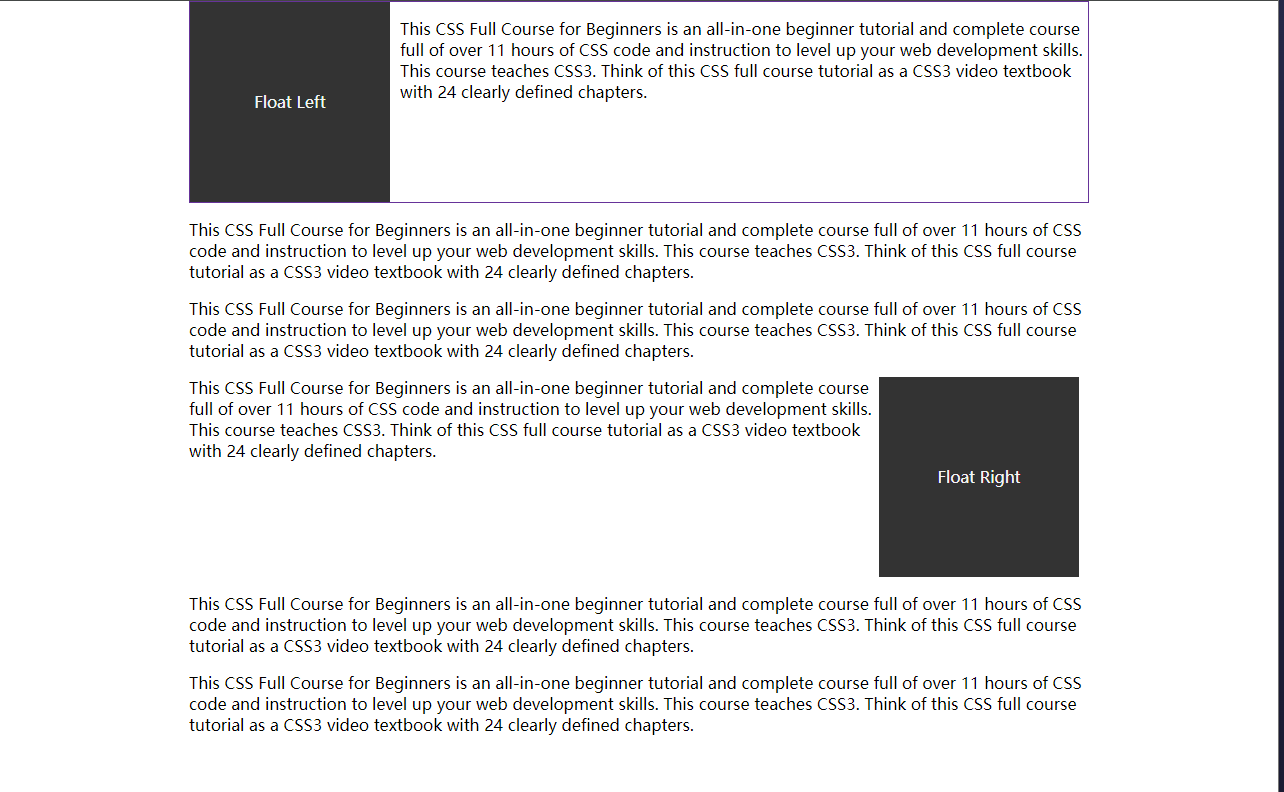 Float Left
This CSS Full Course for Beginners is an all-in-one beginner tutorial and complete course
full of over 11 hours of CSS code and instruction to level up your web development skills.
This course teaches CSS3. Think of this CSS full course tutorial as a CSS3 video textbook
with 24 clearly defined chapters.
This CSS Full Course for Beginners is an all-in-one beginner tutorial and complete course full of over 11 hours of CSS
code and instruction to level up your web development skills. This course teaches CSS3. Think of this CSS full course
tutorial as a CSS3 video textbook with 24 clearly defined chapters.
This CSS Full Course for Beginners is an all-in-one beginner tutorial and complete course full of over 11 hours of CSS
code and instruction to level up your web development skills. This course teaches CSS3. Think of this CSS full course
tutorial as a CSS3 video textbook with 24 clearly defined chapters.
This CSS Full Course for Beginners is an all-in-one beginner tutorial and complete course
full of over 11 hours of CSS code and instruction to level up your web development skills.
This course teaches CSS3. Think of this CSS full course tutorial as a CSS3 video textbook
with 24 clearly defined chapters.
Float Right
This CSS Full Course for Beginners is an all-in-one beginner tutorial and complete course full of over 11 hours of CSS
code and instruction to level up your web development skills. This course teaches CSS3. Think of this CSS full course
tutorial as a CSS3 video textbook with 24 clearly defined chapters.
This CSS Full Course for Beginners is an all-in-one beginner tutorial and complete course full of over 11 hours of CSS
code and instruction to level up your web development skills. This course teaches CSS3. Think of this CSS full course
tutorial as a CSS3 video textbook with 24 clearly defined chapters.